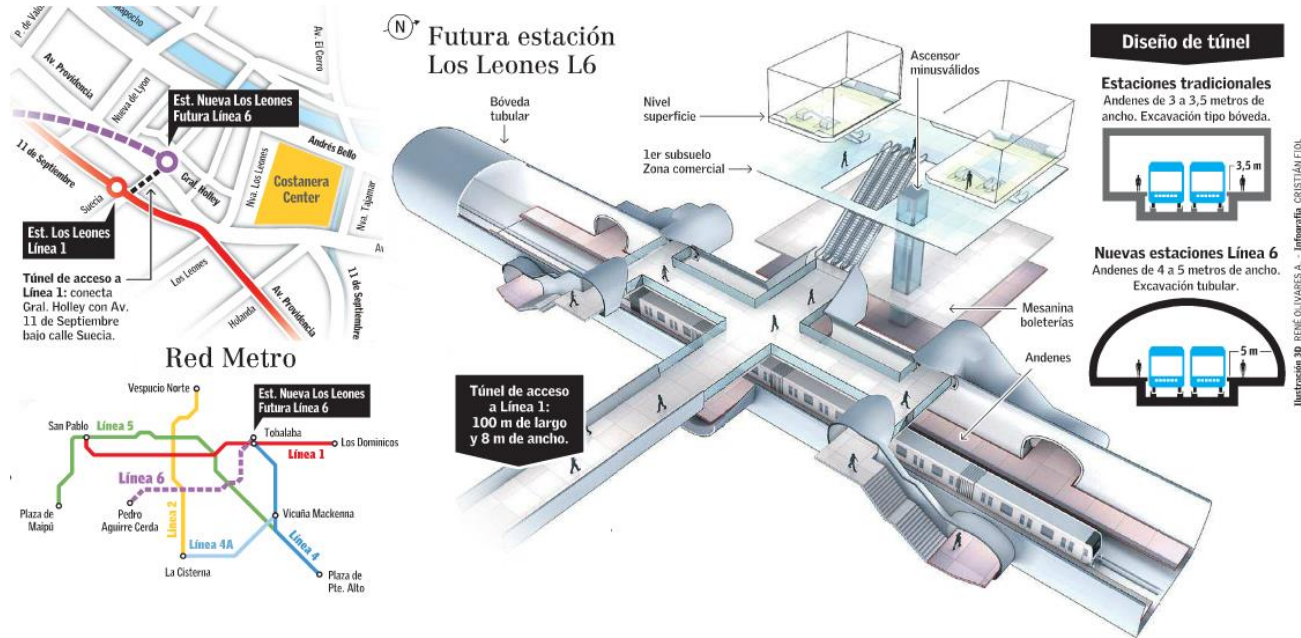 P. de Valdivia
Mapocho
Av. El Cerro
Av. Providencia
Nueva de Lyon
Est. Nueva Los Leones
Futura Línea 6
Andrés Bello
11 de Septiembre
Suecia
Gral. Holley
Nva. Los Leones
Costanera
Center
Nva. Tajamar
Est. Los Leones
Línea 1
Los Leones
Holanda
Av. Providencia
11 de Septiembre
Túnel de acceso a
Línea 1: conecta
Gral. Holley con Av.
11 de Septiembre
bajo calle Suecia.
Red Metro
Vespucio Norte
Est. Nueva Los Leones
Futura Línea 6
San Pablo
Línea 5
Tobalaba
Los Dominicos
Línea 1
Línea 6
Plaza de
Maipú
Pedro
Aguirre Cerda
Línea 2
Vicuña Mackenna
Línea 4A
Línea 4
La Cisterna
Plaza de
Pte. Alto
N
Futura estación
Los Leones L6
Bóveda
tubular
Nivel
superficie
1er subsuelo
Zona comercial
Ascensor
minusválidos
Mesanina
boleterías
Andenes
Túnel de acceso
a Línea 1:
100 m de largo
y 8 m de ancho.
Diseño de túnel
Estaciones tradicionales
Andenes de 3 a 3,5 metros de
ancho. Excavación tipo bóveda.
3,5 m
Nuevas estaciones Línea 6
Andenes de 4 a 5 metros de ancho.
Excavación tubular.
5 m
Ilustración 3D RENÉ OLIVARES A. - Infografía CRISTIÁN FIOL